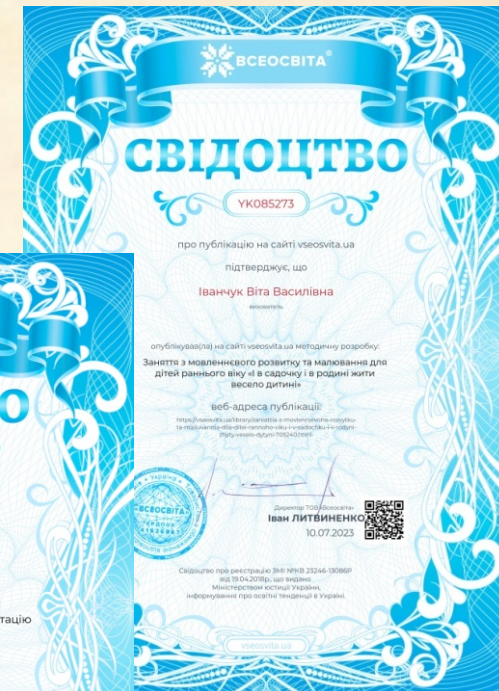 ВСЕОСВІТА
СВІДОЦТВО
YK085273
про публікацію на сайті vseosvita.ua
підтверджує, що
Іванчук Віта Василівна
вихователь
опублікував(ла) на сайті vseosvita.ua методичну розробку:
Заняття з мовленнєвого розвитку та малювання для
дітей раннього віку «І в садочку і в родині жити
весело дитині»
веб-адреса публікації:
Директор ТОВ «Всеосвіта»
Іван ЛИТВИНЕНКО
10.07.2023
ВСЕОСВІТА
Свідоцтво про реєстрацію ЗМІ №КВ 23246-13086Р
від 19.04.2018р, що видано
Міністерством юстиції України,
інформування про освітні тенденції в Україні.
vseosvita.ua
О
тацію